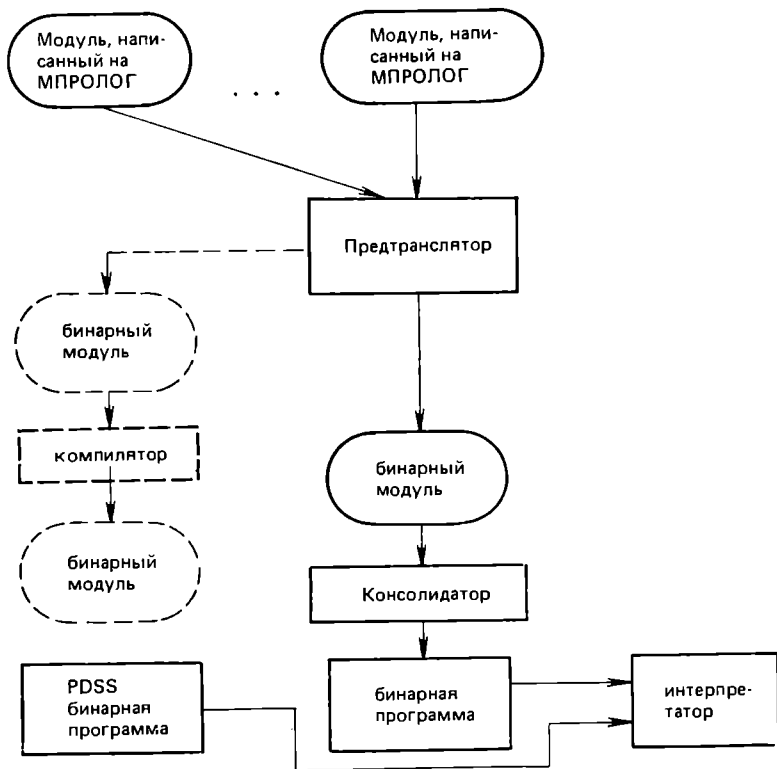 Модуль, напи-
санный на
МПРОЛОГ
. . .
Модуль, напи-
санный на
МПРОЛОГ
Предтранслятор
бинарный
модуль
компилятор
бинарный
модуль
бинарный
модуль
Консолидатор
PDSS
бинарная
программа
бинарная
программа
интерпре-
татор